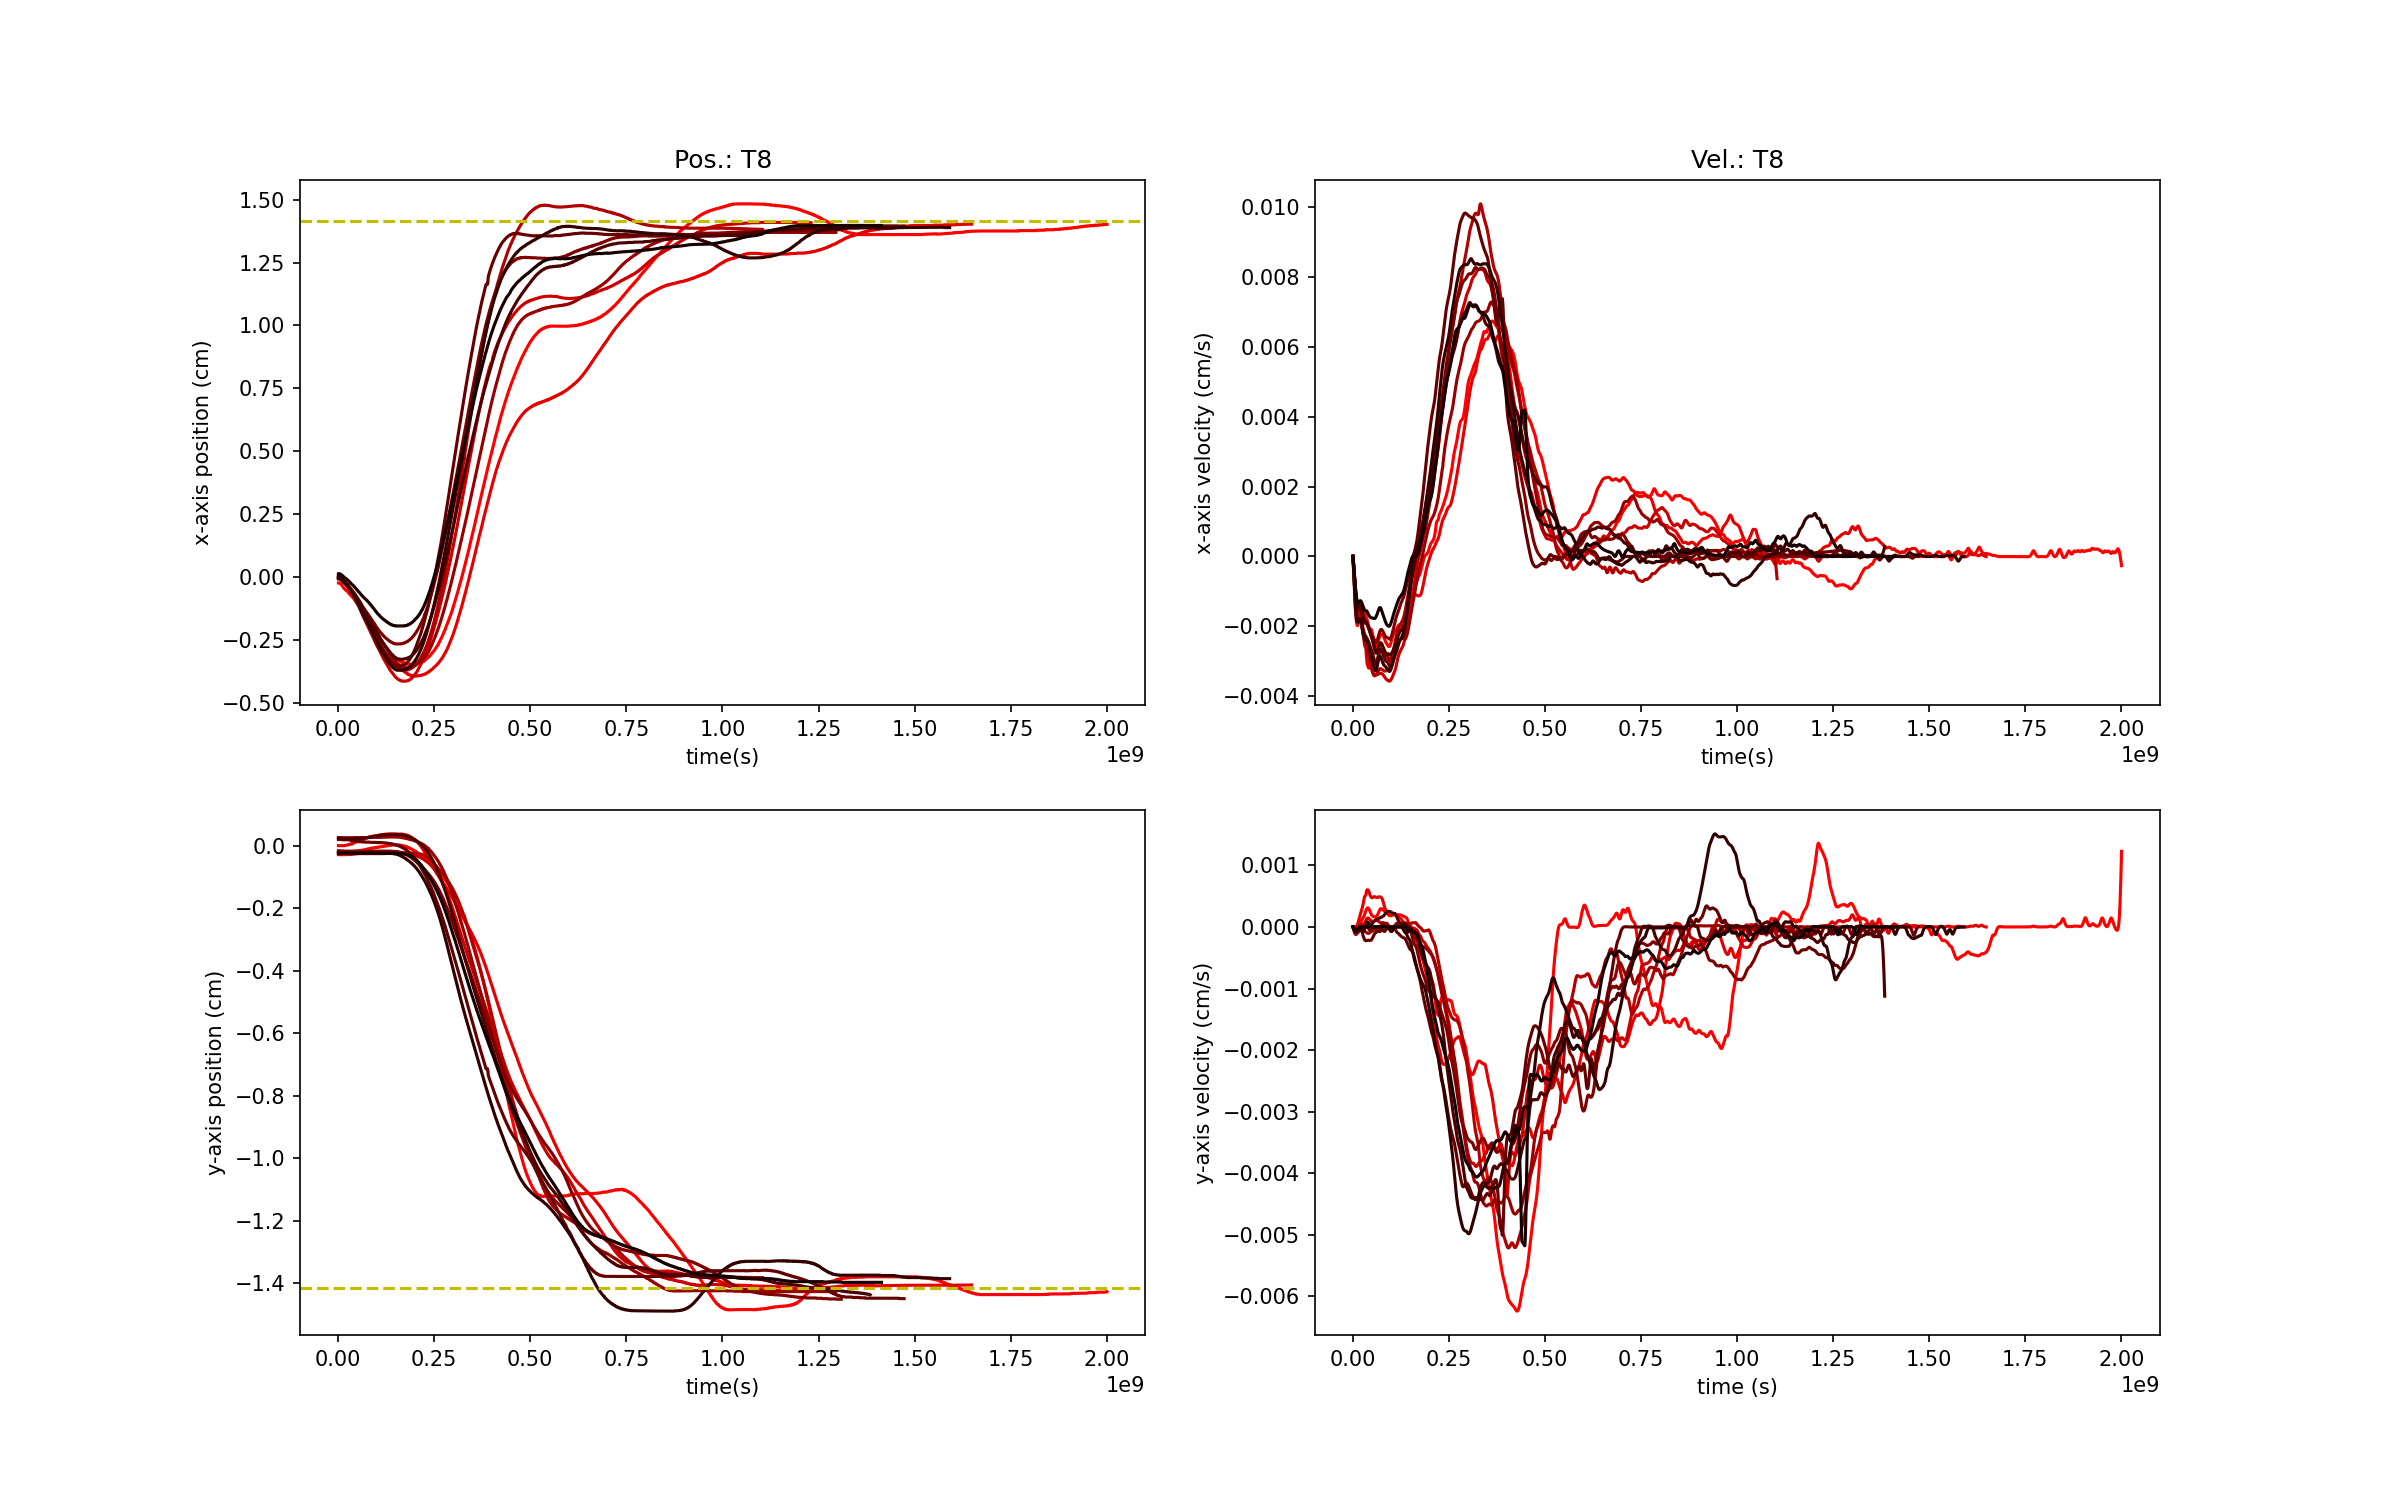 Pos.: T8
1.50
1.25
1.00
0.75
0.50
0.25
0.00
−0.25
−0.50
x-axis position (cm)
0.00 0.25 0.50 0.75 1.00 1.25 1.50 1.75 2.00
time(s)
1e9
Vel.: T8
0.010
0.008
0.006
0.004
0.002
0.000
−0.002
−0.004
x-axis velocity (cm/s)
0.00 0.25 0.50 0.75 1.00 1.25 1.50 1.75 2.00
time(s)
1e9
0.0
−0.2
−0.4
−0.6
−0.8
−1.0
−1.2
−1.4
y-axis position (cm)
0.00 0.25 0.50 0.75 1.00 1.25 1.50 1.75 2.00
time(s)
1e9
0.001
0.000
−0.001
−0.002
−0.003
−0.004
−0.005
−0.006
y-axis velocity (cm/s)
0.00 0.25 0.50 0.75 1.00 1.25 1.50 1.75 2.00
time (s)
1e9